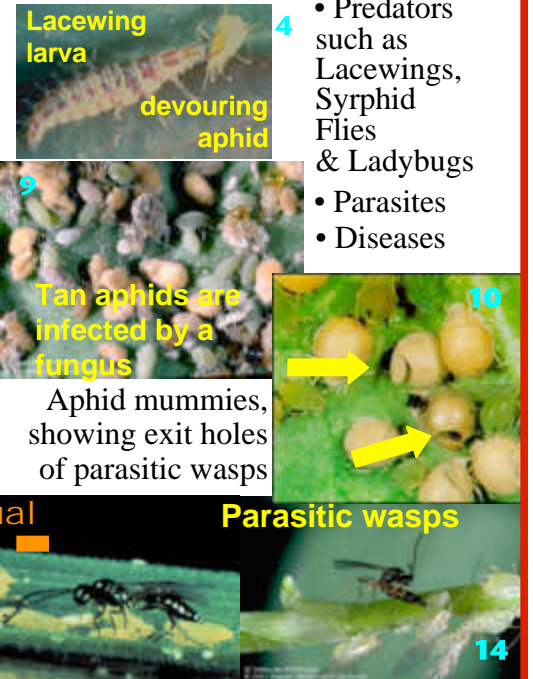 Lacewing
larva
4
devouring
aphid
• Predators
such as
Lacewings,
Syrphid
Flies
& Ladybugs
• Parasites
• Diseases
9
Tan aphids are
infected by a
fungus
10
Aphid mummies,
showing exit holes
of parasitic wasps
ual
Parasitic wasps
14